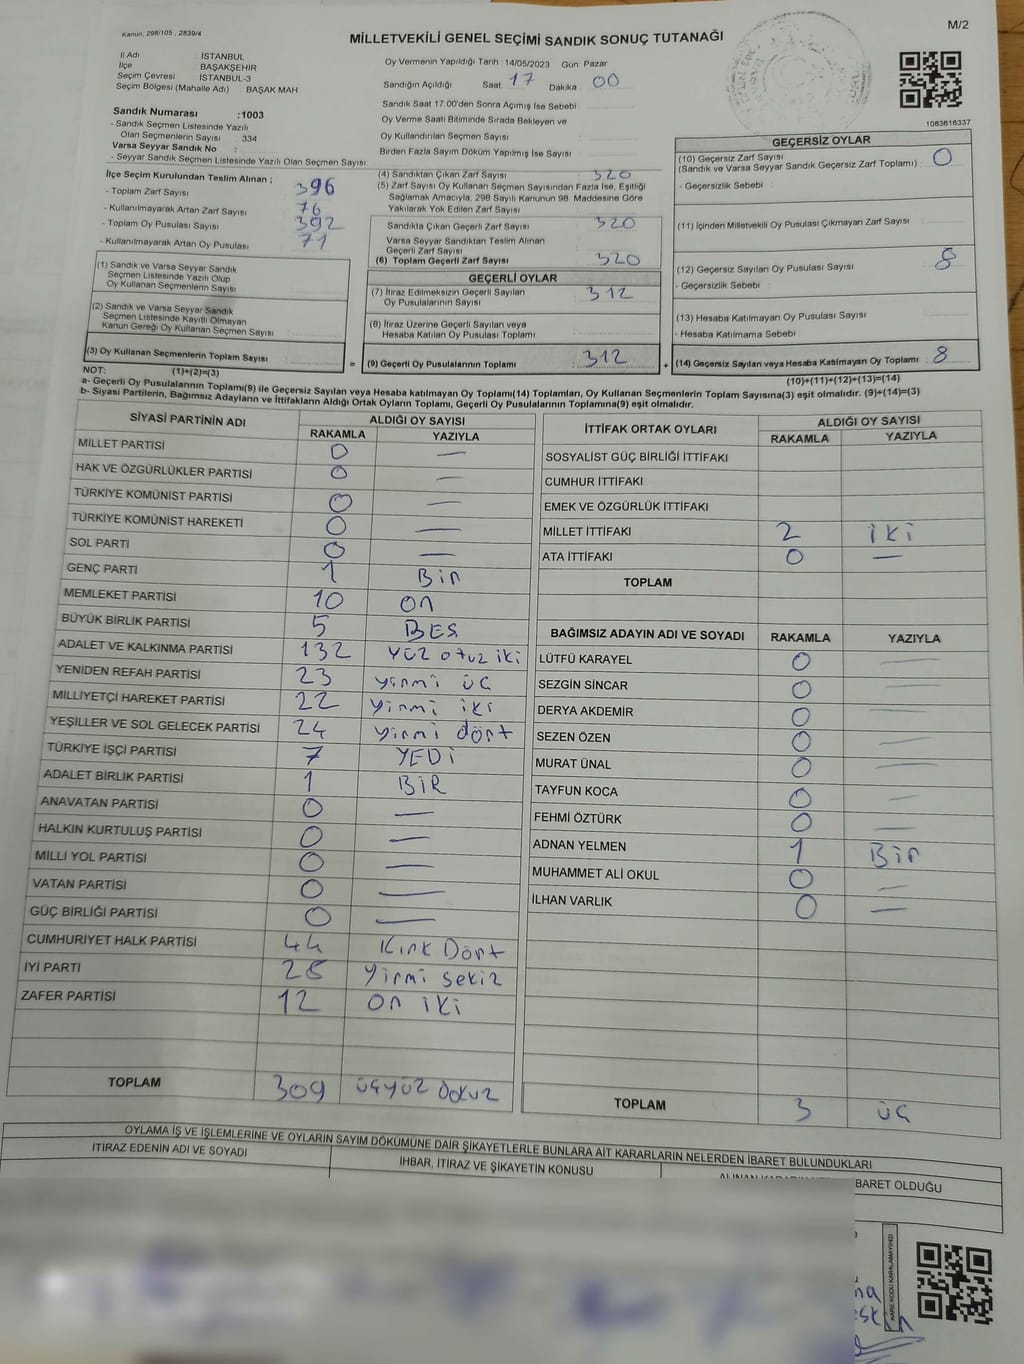 Kanun, 298/105 , 2839/4
M/2
MİLLETVEKİLİ GENEL SEÇİMİ SANDIK SONUÇ TUTANAĞI
İl Adı İSTANBUL
İlçe BAŞAKŞEHİR
Seçim Çevresi İSTANBUL-3
Seçim Bölgesi (Mahalle Adı) : BAŞAK MAH
Sandık Numarası :1003
- Sandık Seçmen Listesinde Yazılı
Olan Seçmenlerin Sayısı 334
Varsa Seyyar Sandık No :
- Seyyar Sandık Seçmen Listesinde Yazılı Olan Seçmen Sayısı
Oy Vermenin Yapıldığı Tarih : 14/05/2023 Gün: Pazar
Sandığın Açıldığı Saat 17 Dakika 00
Sandık Saat 17.00'den Sonra Açımış İse Sebebi
Oy Verme Saati Bitiminde Sırada Bekleyen ve
Oy Kullandırılan Seçmen Sayısı :
Birden Fazla Sayım Döküm Yapılmış İse Sayısı
1083616337
İlçe Seçim Kurulundan Teslim Alınan ;
- Toplam Zarf Sayısı 396
- Kullanılmayarak Artan Zarf Sayısı 76
- Toplam Oy Pusulası Sayısı 392
- Kullanılmayarak Artan Oy Pusulası 71
(1) Sandık ve Varsa Seyyar Sandık
Seçmen Listesinde Yazılı Olup
Oy Kullanan Seçmenlerin Sayısı
(2) Sandık ve Varsa Seyyar Sandık
Seçmen Listesinde Kayıtlı Olmayan
Kanun Gereği Oy Kullanan Seçmen Sayısı :
(3) Oy Kullanan Seçmenlerin Toplam Sayısı
(4) Sandıktan Çıkan Zarf Sayısı 320
(5) Zarf Sayısı Oy Kullanan Seçmen Sayısından Fazla İse, Eşitliği
Sağlamak Amacıyla, 298 Sayılı Kanunun 98. Maddesine Göre
Yakılarak Yok Edilen Zarf Sayısı
Sandıkta Çıkan Geçerli Zarf Sayısı 320
Varsa Seyyar Sandıktan Teslim Alınan
Geçerli Zarf Sayısı
(6) Toplam Geçerli Zarf Sayısı 320
GEÇERLİ OYLAR
(7) İtiraz Edilmeksizin Geçerli Sayılan
Oy Pusulalarının Sayısı : 312
(8) İtiraz Üzerine Geçerli Sayılan veya
Hesaba Katılan Oy Pusulası Toplamı
= (9) Geçerli Oy Pusulalarının Toplamı : 312 +
GEÇERSİZ OYLAR
(10) Geçersiz Zarf Sayısı
(Sandık ve Varsa Seyyar Sandık Geçersiz Zarf Toplamı) : 0
- Geçersizlik Sebebi :
(11) İçinden Milletvekili Oy Pusulası Çıkmayan Zarf Sayısı
(12) Geçersiz Sayılan Oy Pusulası Sayısı : 8
- Geçersizlik Sebebi :
(13) Hesaba Katılmayan Oy Pusulası Sayısı :
- Hesaba Katılmama Sebebi :
(14) Geçersiz Sayılan veya Hesaba Katılmayan Oy Toplamı : 8
NOT: (1)+(2)=(3)
(10)+(11)+(12)+(13)=(14)
a- Geçerli Oy Pusulalarının Toplamı(9) ile Geçersiz Sayılan veya Hesaba katılmayan Oy Toplamı(14) Toplamları, Oy Kullanan Seçmenlerin Toplam Sayısına(3) eşit olmalıdır. (9)+(14)=(3)
b- Siyasi Partilerin, Bağımsız Adayların ve İttifakların Aldığı Ortak Oyların Toplamı, Geçerli Oy Pusulalarının Toplamına(9) eşit olmalıdır.
SİYASİ PARTİNİN ADI ALDIĞI OY SAYISI
RAKAMLA YAZIYLA
MİLLET PARTİSI 0 —
HAK VE ÖZGÜRLÜKLER PARTİSİ 0 —
TÜRKİYE KOMÜNİST PARTİSİ 0 —
TÜRKİYE KOMÜNİST HAREKETİ 0 —
SOL PARTİ 0 —
GENÇ PARTİ 1 Bir
MEMLEKET PARTİSİ 10 on
BÜYÜK BİRLİK PARTİSİ 5 BEŞ
ADALET VE KALKINMA PARTİSİ 132 yüz otuz iki
YENİDEN REFAH PARTİSİ 23 yirmi üç
MİLLİYETÇİ HAREKET PARTİSİ 22 yirmi iki
YEŞİLLER VE SOL GELECEK PARTİSİ 24 yirmi dört
TÜRKİYE İŞÇİ PARTİSİ 7 YEDİ
ADALET BİRLİK PARTİSİ 1 BİR
ANAVATAN PARTİSİ 0 —
HALKIN KURTULUŞ PARTİSİ 0 —
MİLLİ YOL PARTİSİ 0 —
VATAN PARTİSİ 0 —
GÜÇ BİRLİĞİ PARTİSİ 0 —
CUMHURİYET HALK PARTİSİ 44 Kırk Dört
İYİ PARTİ 28 yirmi sekiz
ZAFER PARTİSİ 12 on iki
TOPLAM 309 üçyüz dokuz
İTTİFAK ORTAK OYLARI ALDIĞI OY SAYISI
RAKAMLA YAZIYLA
SOSYALİST GÜÇ BİRLİĞİ İTTİFAKI
CUMHUR İTTİFAKI
EMEK VE ÖZGÜRLÜK İTTİFAKI
MİLLET İTTİFAKI 2 iki
ATA İTTİFAKI 0 —
TOPLAM
BAĞIMSIZ ADAYIN ADI VE SOYADI RAKAMLA YAZIYLA
LÜTFÜ KARAYEL 0 —
SEZGİN SİNCAR 0 —
DERYA AKDEMİR 0 —
SEZEN ÖZEN 0 —
MURAT ÜNAL 0 —
TAYFUN KOCA 0 —
FEHMİ ÖZTÜRK 0 —
ADNAN YELMEN 1 Bir
MUHAMMET ALİ OKUL 0 —
İLHAN VARLIK 0 —
TOPLAM 3 üç
OYLAMA İŞ VE İŞLEMLERİNE VE OYLARIN SAYIM DÖKÜMÜNE DAİR ŞİKAYETLERLE BUNLARA AİT KARARLARIN NELERDEN İBARET BULUNDUKLARI
İTİRAZ EDENİN ADI VE SOYADI
İHBAR, İTİRAZ VE ŞİKAYETİN KONUSU
BARET OLDUĞU
KARE KODU KARALAMAYINIZ!